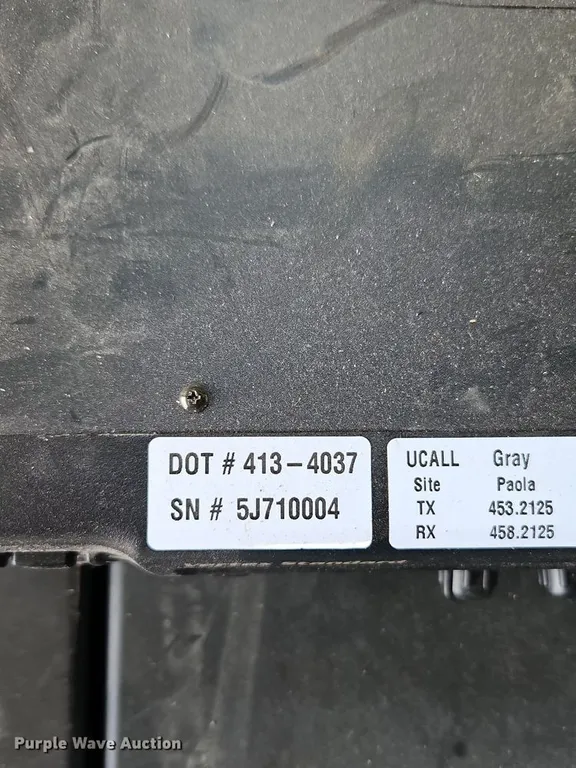 DOT # 413-4037
SN # 5J710004
UCALL Gray
Site Paola
TX 453.2125
RX 458.2125
Purple Wave Auction